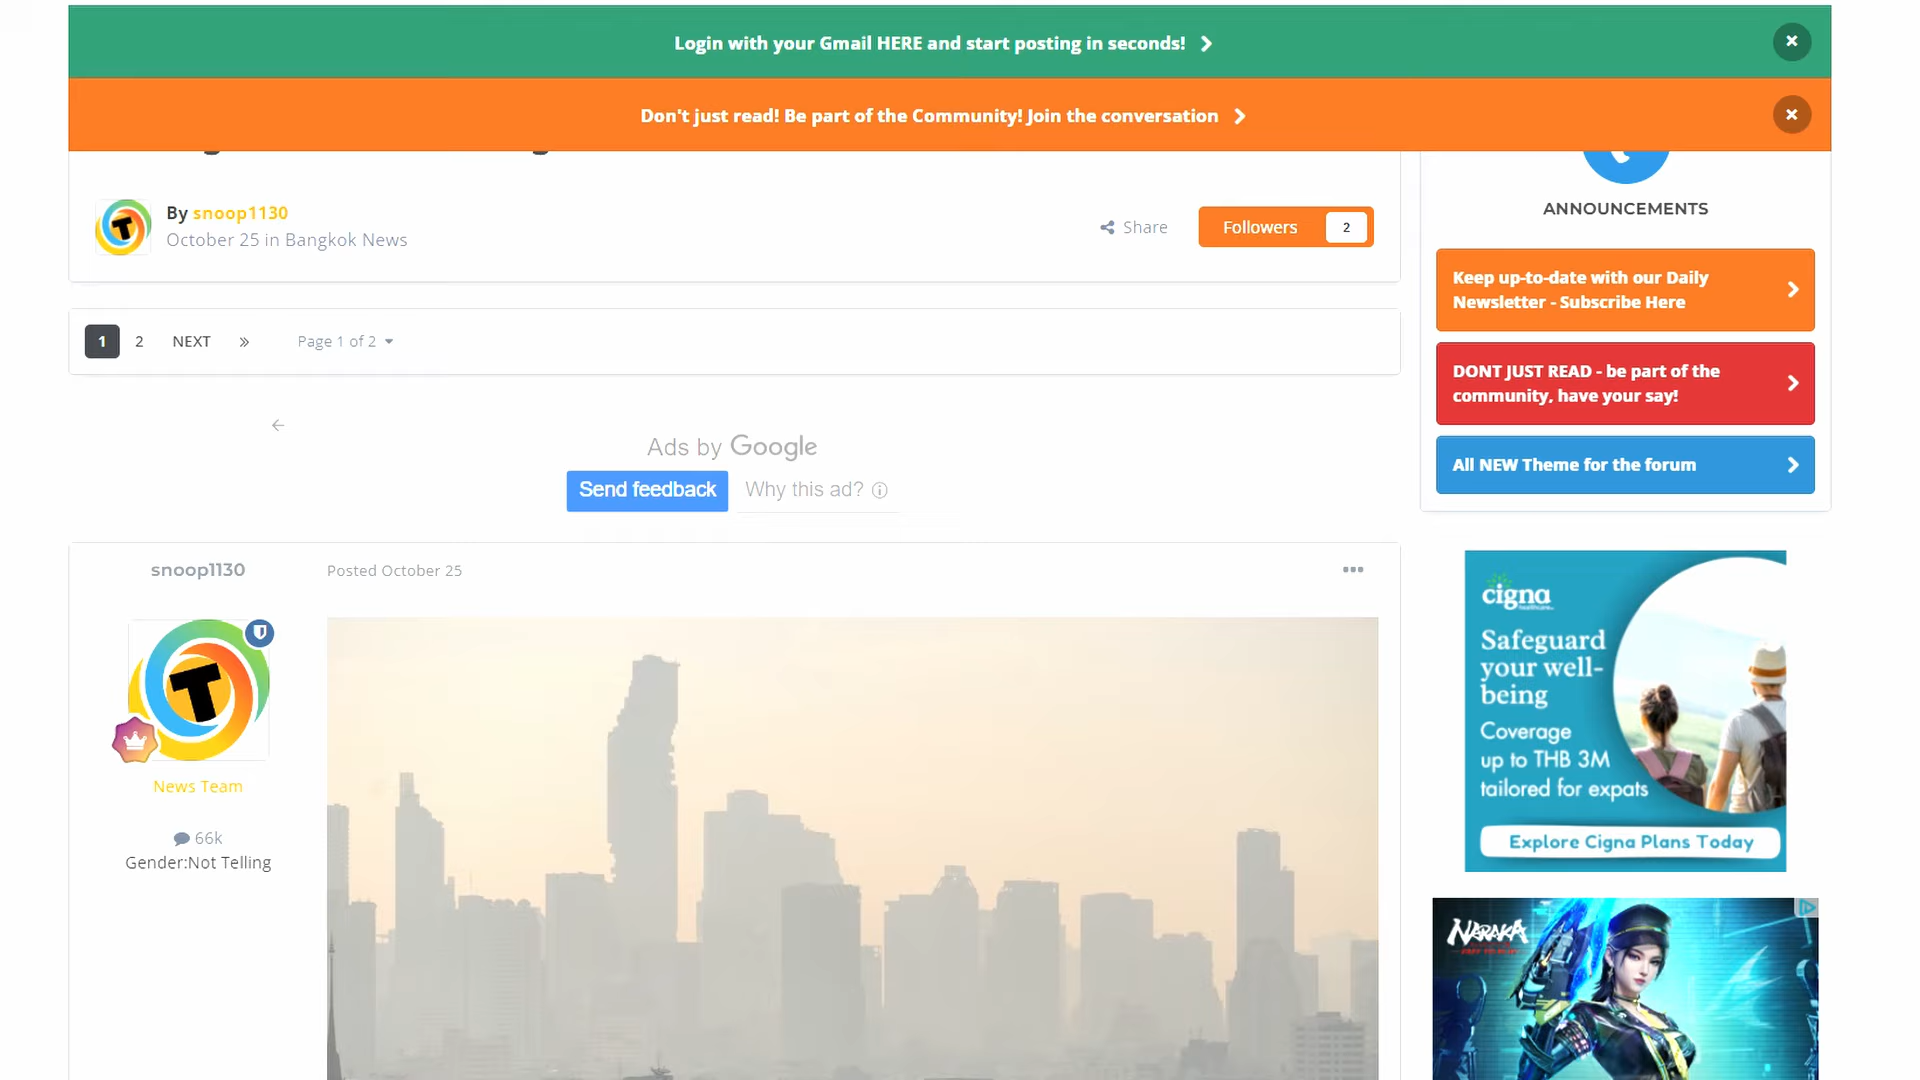 Login with your Gmail HERE and start posting in seconds!
Don't just read! Be part of the Community! Join the conversation
By snoop1130
October 25 in Bangkok News
Share
Followers 2
1 2 NEXT » Page 1 of 2
Ads by Google
Send feedback Why this ad?
snoop1130
Posted October 25
T
News Team
66k
Gender:Not Telling
ANNOUNCEMENTS
Keep up-to-date with our Daily
Newsletter - Subscribe Here
DONT JUST READ - be part of the
community, have your say!
All NEW Theme for the forum
cigna
healthcare
Safeguard
your well-
being
Coverage
up to THB 3M
tailored for expats
Explore Cigna Plans Today
NARAKA